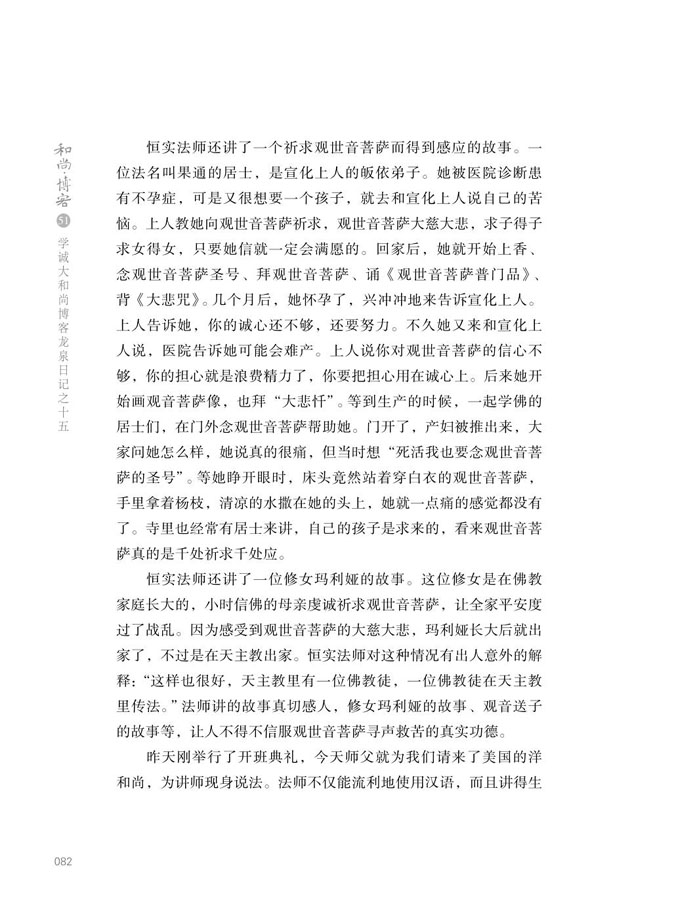 和尚·博客
51
学诚大和尚博客龙泉日记之十五
恒实法师还讲了一个祈求观世音菩萨而得到感应的故事。一
位法名叫果通的居士，是宣化上人的皈依弟子。她被医院诊断患
有不孕症，可是又很想要一个孩子，就去和宣化上人说自己的苦
恼。上人教她向观世音菩萨祈求，观世音菩萨大慈大悲，求子得子
求女得女，只要她信就一定会满愿的。回家后，她就开始上香、
念观世音菩萨圣号、拜观世音菩萨、诵《观世音菩萨普门品》、
背《大悲咒》。几个月后，她怀孕了，兴冲冲地来告诉宣化上人。
上人告诉她，你的诚心还不够，还要努力。不久她又来和宣化上
人说，医院告诉她可能会难产。上人说你对观世音菩萨的信心不
够，你的担心就是浪费精力了，你要把担心用在诚心上。后来她开
始画观音菩萨像，也拜“大悲忏”。等到生产的时候，一起学佛的
居士们，在门外念观世音菩萨帮助她。门开了，产妇被推出来，大
家问她怎么样，她说真的很痛，但当时想“死活我也要念观世音菩
萨的圣号”。等她睁开眼时，床头竟然站着穿白衣的观世音菩萨，
手里拿着杨枝，清凉的水撒在她的头上，她就一点痛的感觉都没有
了。寺里也经常有居士来讲，自己的孩子是求来的，看来观世音菩
萨真的是千处祈求千处应。
恒实法师还讲了一位修女玛利娅的故事。这位修女是在佛教
家庭长大的，小时信佛的母亲虔诚祈求观世音菩萨，让全家平安度
过了战乱。因为感受到观世音菩萨的大慈大悲，玛利娅长大后就出
家了，不过是在天主教出家。恒实法师对这种情况有出人意外的解
释：“这样也很好，天主教里有一位佛教徒，一位佛教徒在天主教
里传法。”法师讲的故事真切感人，修女玛利娅的故事、观音送子
的故事等，让人不得不信服观世音菩萨寻声救苦的真实功德。
昨天刚举行了开班典礼，今天师父就为我们请来了美国的洋
和尚，为讲师现身说法。法师不仅能流利地使用汉语，而且讲得生
082